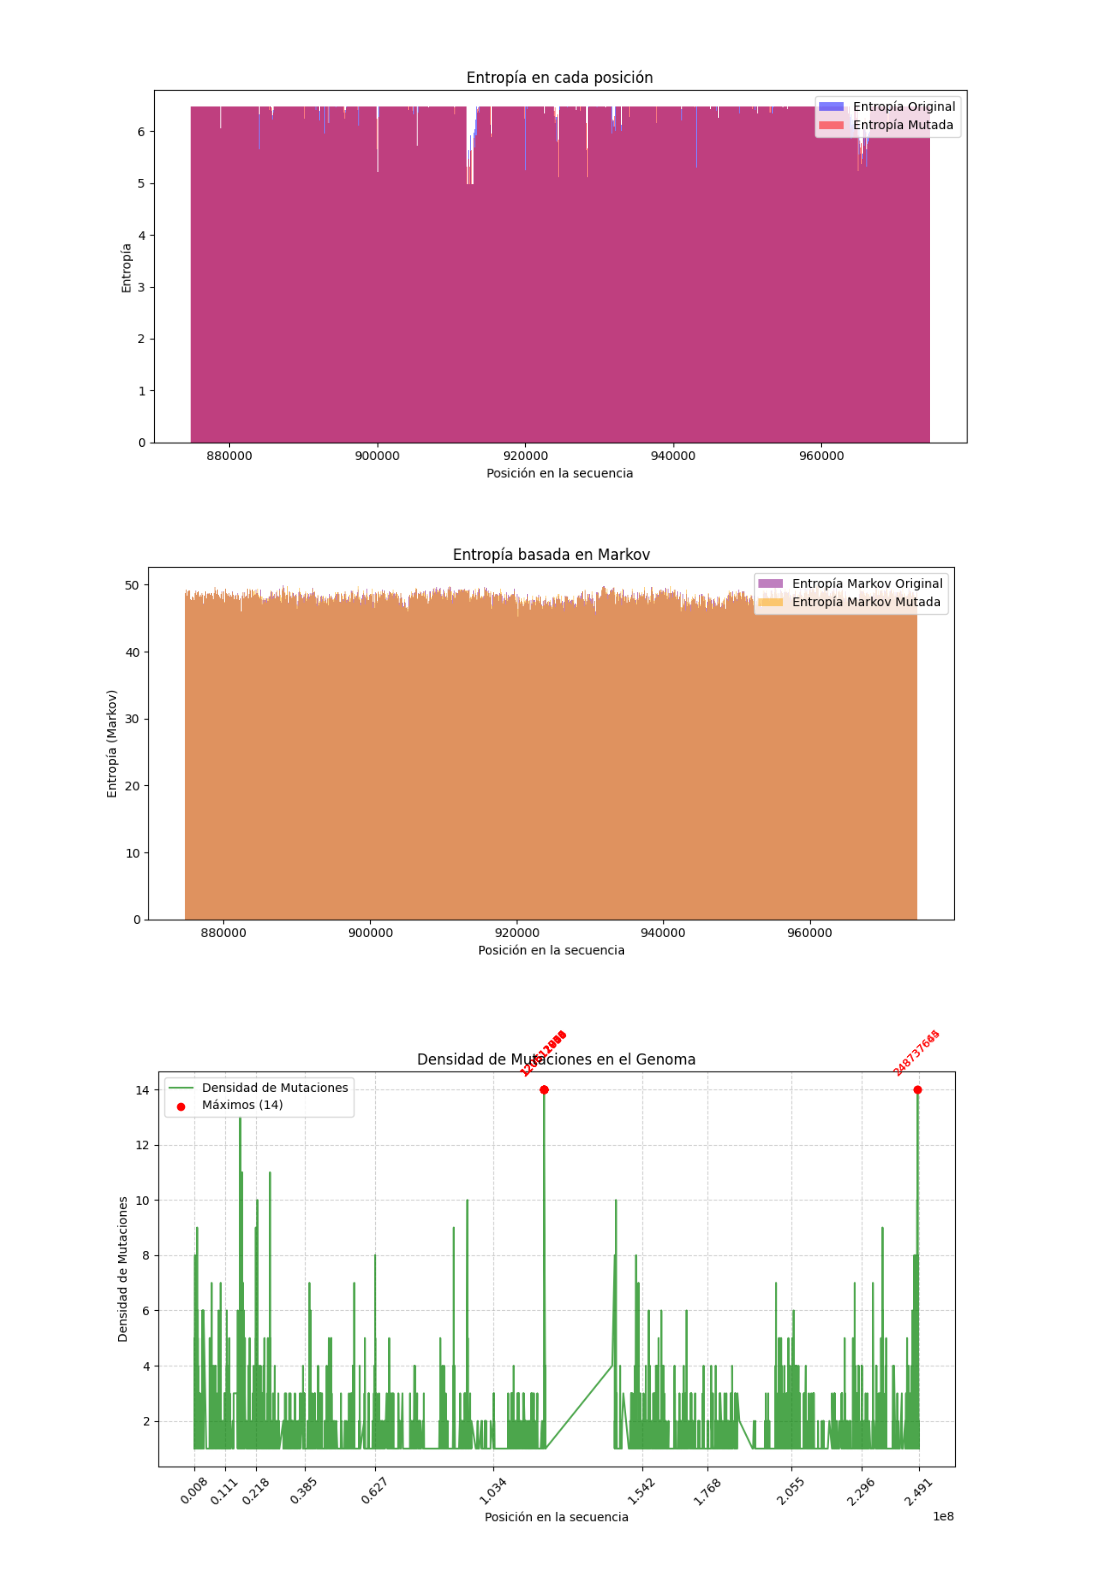 Entropía en cada posición
Entropía Original
Entropía Mutada
6
5
4
3
2
1
0
Entropía
880000
900000
920000
940000
960000
Posición en la secuencia
Entropía basada en Markov
Entropía Markov Original
Entropía Markov Mutada
50
40
30
20
10
0
Entropía (Markov)
880000
900000
920000
940000
960000
Posición en la secuencia
Densidad de Mutaciones en el Genoma
Densidad de Mutaciones
Máximos (14)
14
12
10
8
6
4
2
Densidad de Mutaciones
0.008
0.111
0.218
0.385
0.627
1.034
1.542
1.768
2.055
2.296
2.491
1e8
Posición en la secuencia